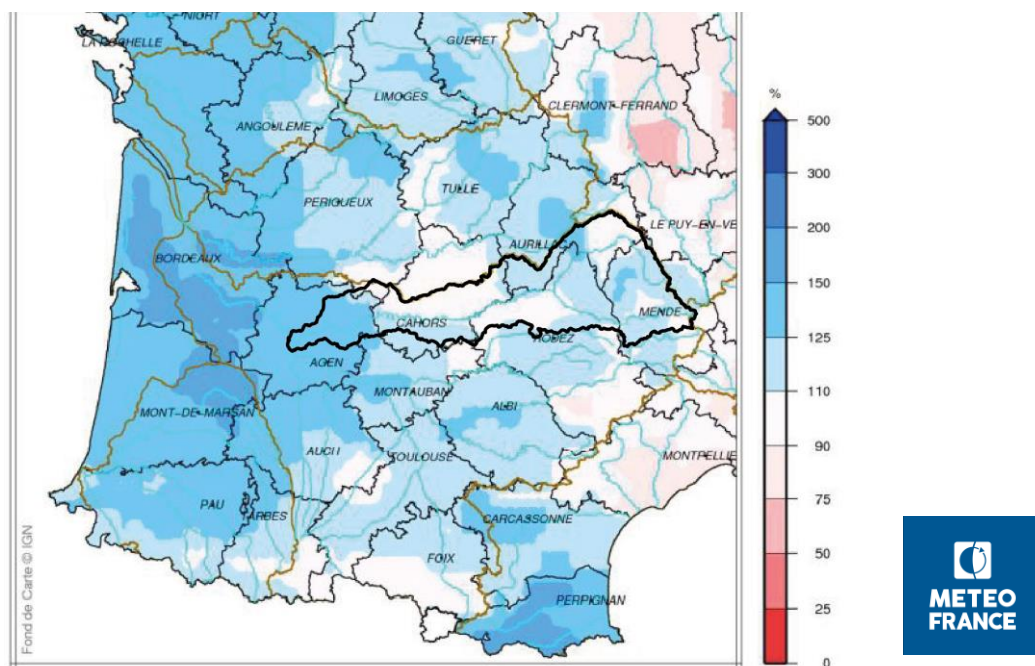 NIORT
LA ROCHELLE
GUERET
LIMOGES
CLERMONT-FERRAND
ANGOULEME
TULLE
PERIGUEUX
LE PUY-EN-VE
AURILLAC
BORDEAUX
MENDE
CAHORS
RODEZ
AGEN
MONTAUBAN
ALBI
MONT-DE-MARSAN
AUCH
TOULOUSE
MONTPELLIE
PAU
TARBES
CARCASSONNE
FOIX
PERPIGNAN
Fond de Carte © IGN
%
500
300
200
150
125
110
90
75
50
25
0
METEO
FRANCE